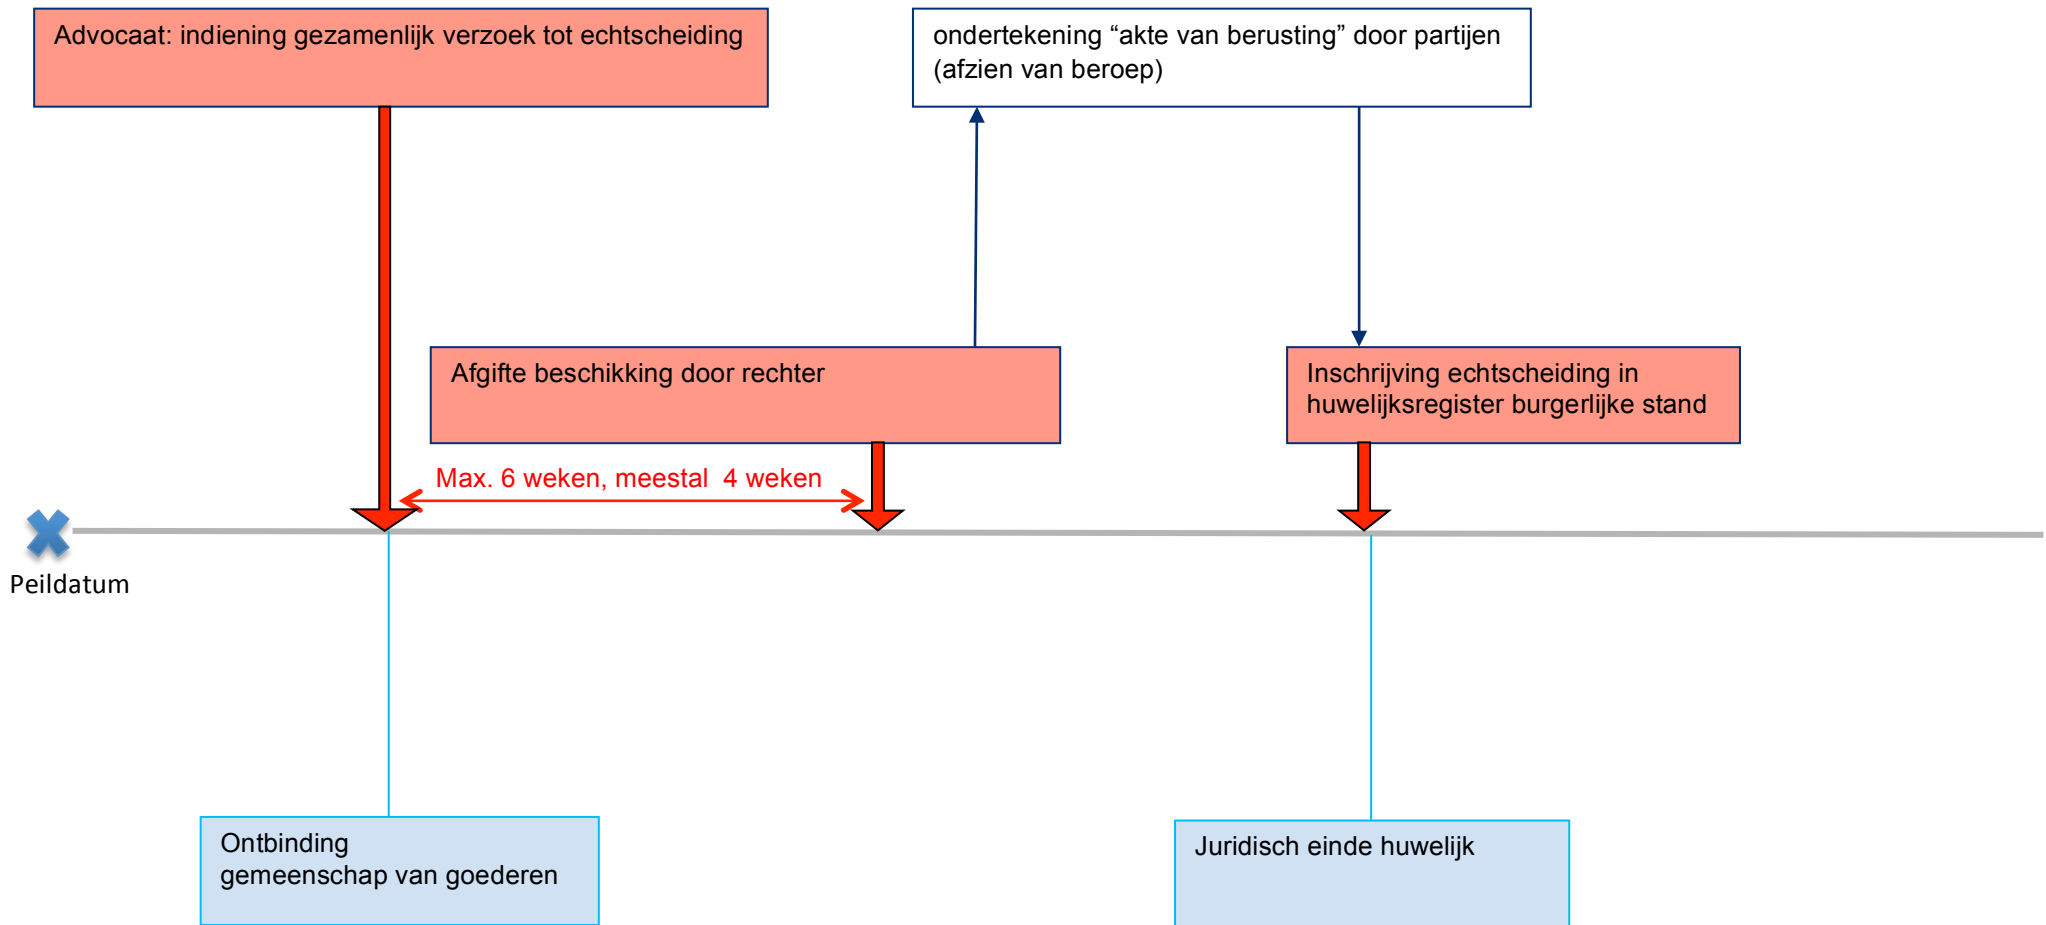 Advocaat: indiening gezamenlijk verzoek tot echtscheiding
ondertekening “akte van berusting” door partijen
(afzien van beroep)
Afgifte beschikking door rechter
Inschrijving echtscheiding in
huwelijksregister burgerlijke stand
Max. 6 weken, meestal 4 weken
Peildatum
Ontbinding
gemeenschap van goederen
Juridisch einde huwelijk